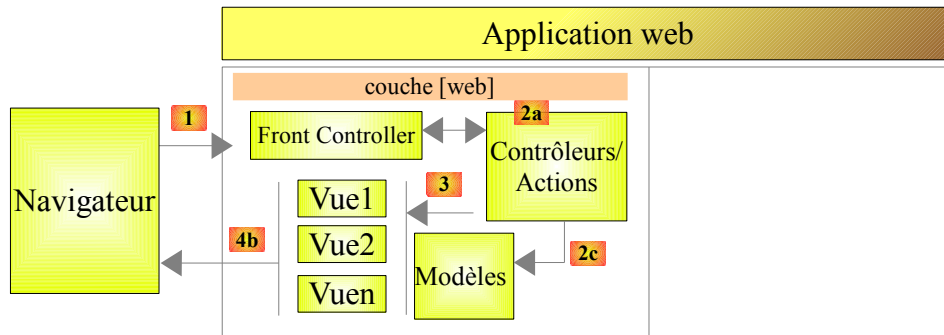 Application web
couche [web]
1
2a
Front Controller
Contrôleurs/
Actions
Navigateur
Vue1
3
4b
Vue2
2c
Modèles
Vuen